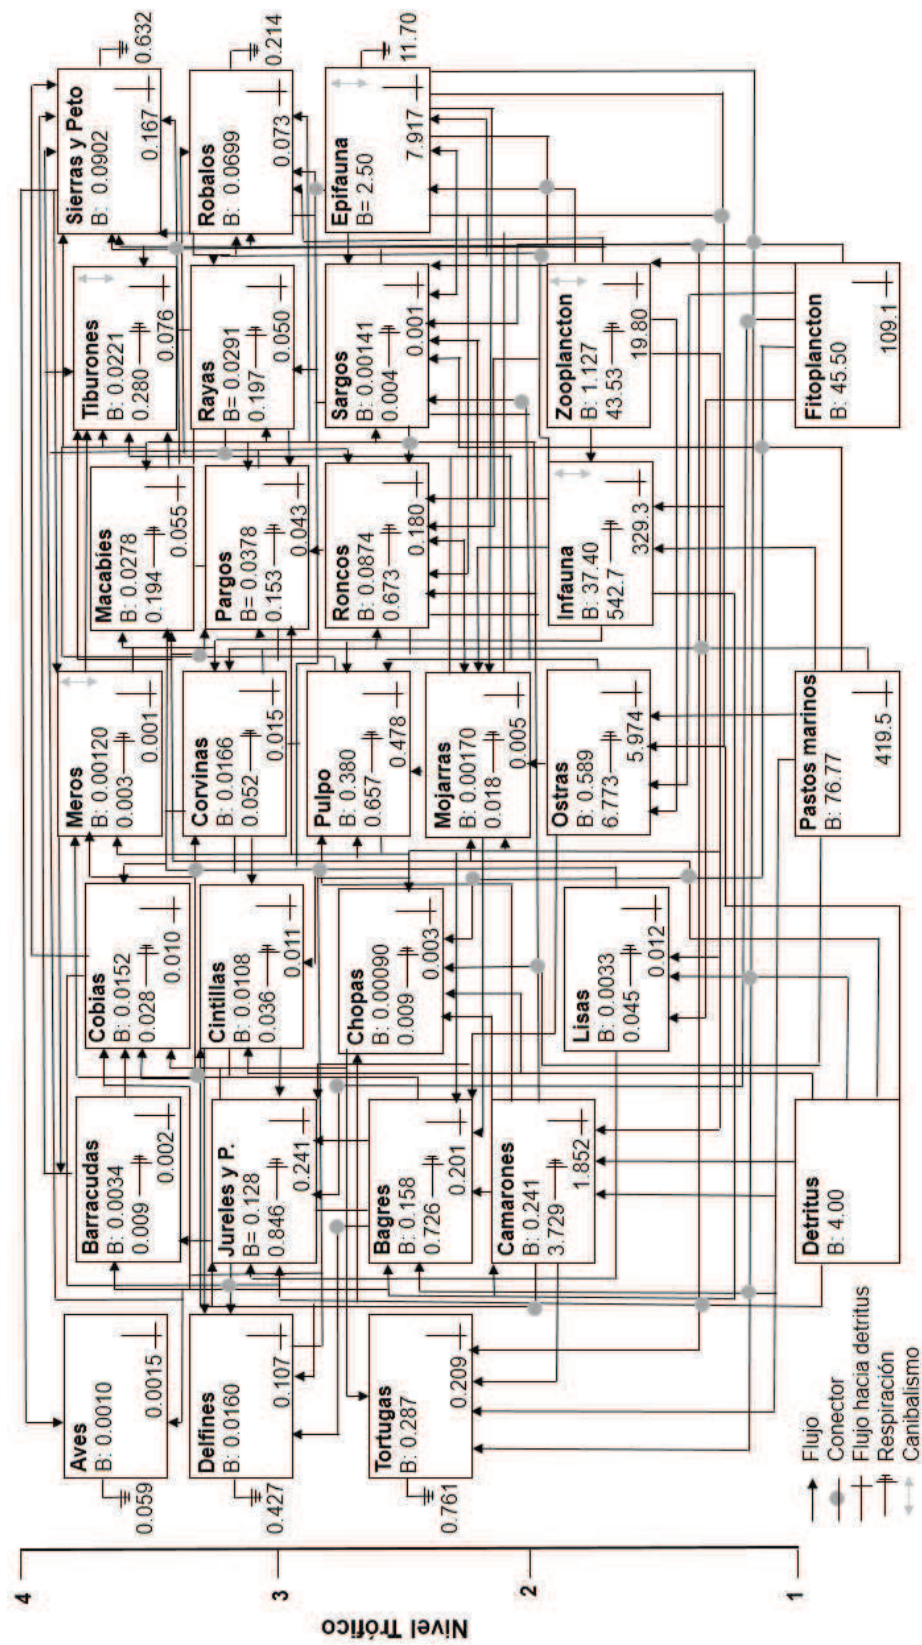 Nivel Trófico
4
3
2
1
Aves
B: 0.0010
0.0015
0.059
Delfines
B: 0.0160
0.107
0.427
Tortugas
B: 0.287
0.209
0.761
Barracudas
B: 0.0034
0.009
0.002
Jureles y P.
B= 0.128
0.846
0.241
Bagres
B: 0.158
0.726
0.201
Camarones
B: 0.241
3.729
1.852
Detritus
B: 4.00
Cobias
B: 0.0152
0.028
0.010
Cintillas
B: 0.0108
0.036
0.011
Chopas
B: 0.00090
0.009
0.003
Lisas
B: 0.0033
0.045
0.012
Meros
B: 0.00120
0.003
0.001
Corvinas
B: 0.0166
0.052
0.015
Pulpo
B: 0.380
0.657
0.478
Mojarras
B: 0.00170
0.018
0.005
Ostras
B: 0.589
6.773
5.974
Pastos marinos
B: 76.77
419.5
Macabíes
B: 0.0278
0.194
0.055
Pargos
B= 0.0378
0.153
0.043
Roncos
B: 0.0874
0.673
0.180
Infauna
B: 37.40
542.7
329.3
Tiburones
B: 0.0221
0.280
0.076
Rayas
B= 0.0291
0.197
0.050
Sargos
B: 0.00141
0.004
0.001
Zooplancton
B: 1.127
43.53
19.80
Fitoplancton
B: 45.50
109.1
Sierras y Peto
B: 0.0902
0.167
0.632
Robalos
B: 0.0699
0.073
0.214
Epifauna
B= 2.50
7.917
11.70
Flujo
Conector
Flujo hacia detritus
Respiración
Canibalismo